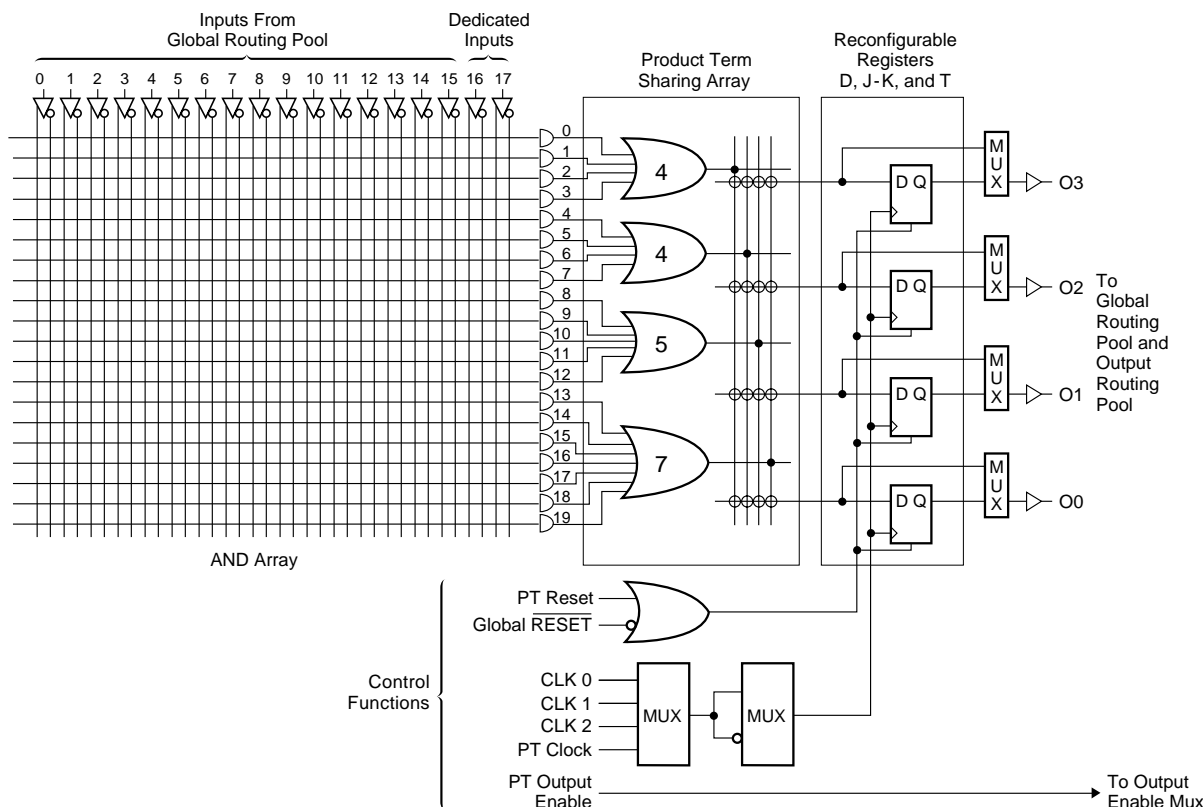 Inputs From
Global Routing Pool
Dedicated
Inputs
0 1 2 3 4 5 6 7 8 9 10 11 12 13 14 15 16 17
Product Term
Sharing Array
Reconfigurable
Registers
D, J-K, and T
0
1
2
3
4
5
6
7
8
9
10
11
12
13
14
15
16
17
18
19
4
4
5
7
D Q
MUX
O3
D Q
MUX
O2
D Q
MUX
O1
D Q
MUX
O0
To
Global
Routing
Pool and
Output
Routing
Pool
AND Array
Control
Functions
PT Reset
Global RESET
CLK 0
CLK 1
CLK 2
PT Clock
MUX
MUX
PT Output
Enable
To Output
Enable Mux